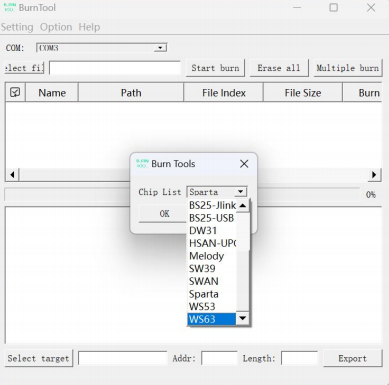 BurnTool
Setting Option Help
COM: COM3
elect fil
Start burn
Erase all
Multiple burn
Name
Path
File Index
File Size
Burn
Burn Tools
Chip List Sparta
OK
BS25-Jlink
BS25-USB
DW31
HSAN-UP
Melody
SW39
SWAN
Sparta
WS53
WS63
0%
Select target
Addr:
Length:
Export